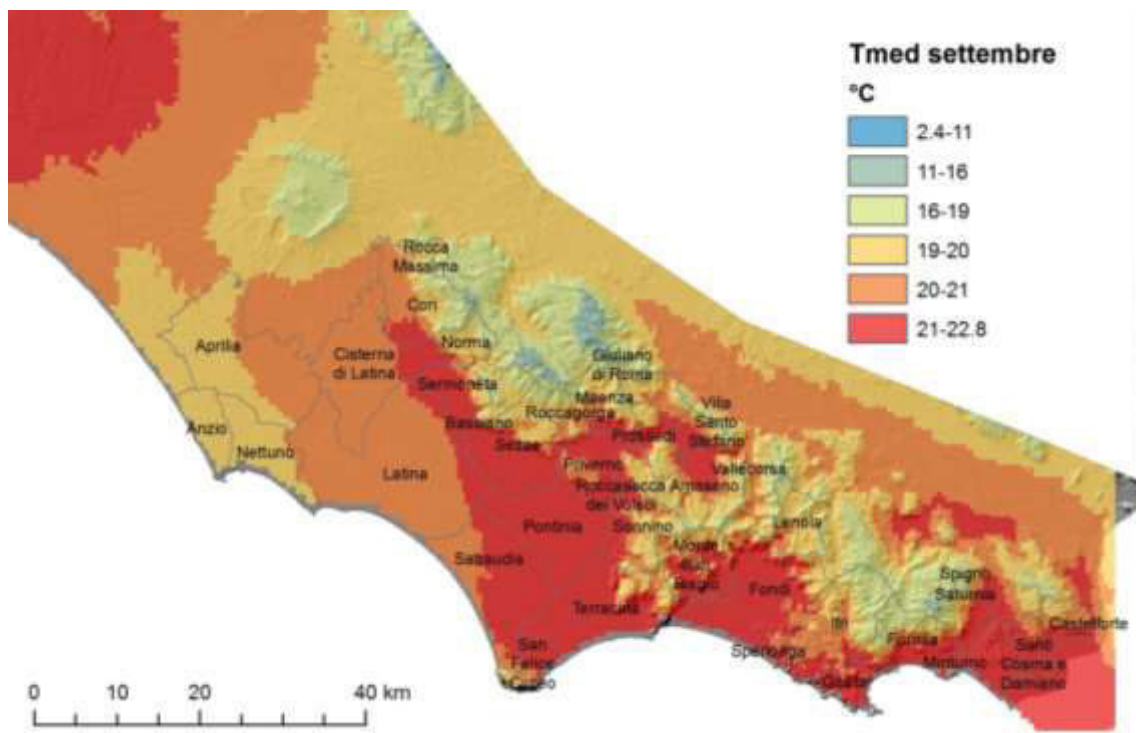 Tmed settembre
°C
2.4-11
11-16
16-19
19-20
20-21
21-22.8
Rocca
Massima
Cori
Norma
Aprilia
Cisterna
di Latina
Sermoneta
Giuliano
di Roma
Maenza
Roccagorga
Bassiano
Sezze
Villa
Santo
Stefano
Prossedi
Anzio
Nettuno
Latina
Priverno
Vallecorsa
Roccasecca
dei Volsci
Amaseno
Pontinia
Sonnino
Lenola
Monte
San
Biagio
Sabaudia
Fondi
Spigno
Saturnia
Terracina
Itri
Castelforte
Formia
San
Felice
Circeo
Sperlonga
Gaeta
Minturno
Santi
Cosma e
Damiano
0 10 20 40 km